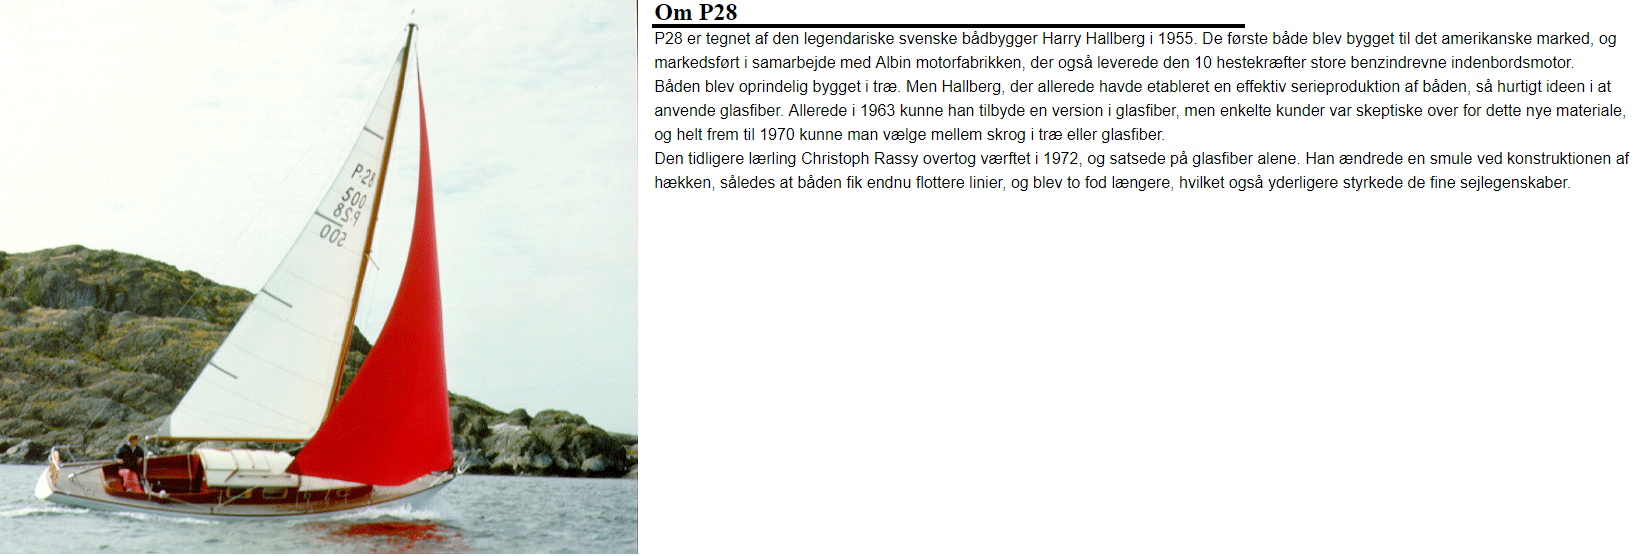 Om P28
P28 er tegnet af den legendariske svenske bådbygger Harry Hallberg i 1955. De første både blev bygget til det amerikanske marked, og
markedsført i samarbejde med Albin motorfabrikken, der også leverede den 10 hestekræfter store benzindrevne indenbordsmotor.
Båden blev oprindelig bygget i træ. Men Hallberg, der allerede havde etableret en effektiv serieproduktion af båden, så hurtigt ideen i at
anvende glasfiber. Allerede i 1963 kunne han tilbyde en version i glasfiber, men enkelte kunder var skeptiske over for dette nye materiale,
og helt frem til 1970 kunne man vælge mellem skrog i træ eller glasfiber.
Den tidligere lærling Christoph Rassy overtog værftet i 1972, og satsede på glasfiber alene. Han ændrede en smule ved konstruktionen af
hækken, således at båden fik endnu flottere linier, og blev to fod længere, hvilket også yderligere styrkede de fine sejlegenskaber.
P-28
500
P.28
500